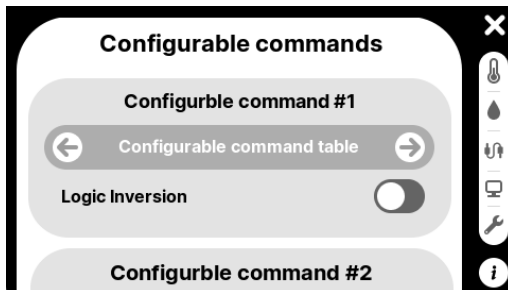 Configurable commands
Configurble command #1
Configurable command table
Logic Inversion
Configurble command #2
i